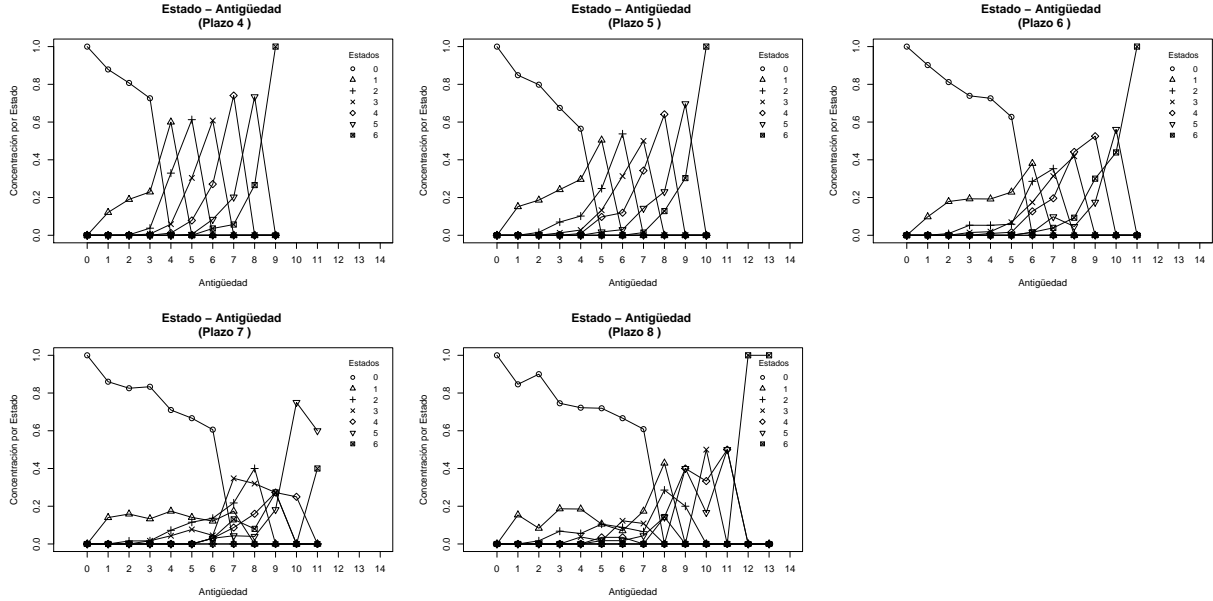 Estado – Antigüedad
(Plazo 4 )
Concentración por Estado
1.0
0.8
0.6
0.4
0.2
0.0
Estados
0
1
2
3
4
5
6
0 1 2 3 4 5 6 7 8 9 10 11 12 13 14
Antigüedad
Estado – Antigüedad
(Plazo 5 )
Concentración por Estado
1.0
0.8
0.6
0.4
0.2
0.0
Estados
0
1
2
3
4
5
6
0 1 2 3 4 5 6 7 8 9 10 11 12 13 14
Antigüedad
Estado – Antigüedad
(Plazo 6 )
Concentración por Estado
1.0
0.8
0.6
0.4
0.2
0.0
Estados
0
1
2
3
4
5
6
0 1 2 3 4 5 6 7 8 9 10 11 12 13 14
Antigüedad
Estado – Antigüedad
(Plazo 7 )
Concentración por Estado
1.0
0.8
0.6
0.4
0.2
0.0
Estados
0
1
2
3
4
5
6
0 1 2 3 4 5 6 7 8 9 10 11 12 13 14
Antigüedad
Estado – Antigüedad
(Plazo 8 )
Concentración por Estado
1.0
0.8
0.6
0.4
0.2
0.0
Estados
0
1
2
3
4
5
6
0 1 2 3 4 5 6 7 8 9 10 11 12 13 14
Antigüedad